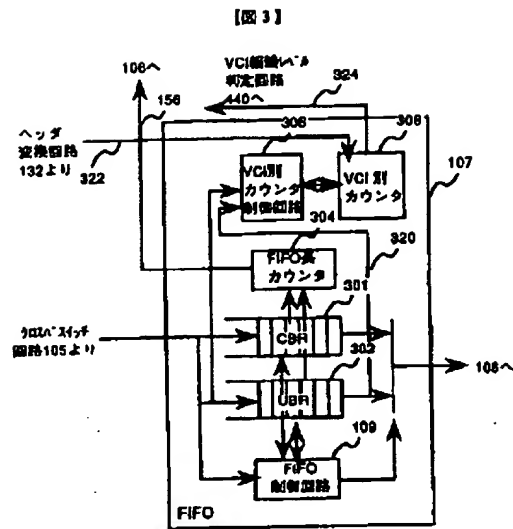 【図3】
106へ
156
VCI輻輳レベル
判定回路
440へ
324
306
308
ヘッダ
変換回路
132より
322
VCI別
カウンタ
制御回路
VCI別
カウンタ
107
304
320
FIFO長
カウンタ
301
CBR
クロスバスイッチ
回路105より
302
108へ
UBR
109
FIFO
制御回路
FIFO